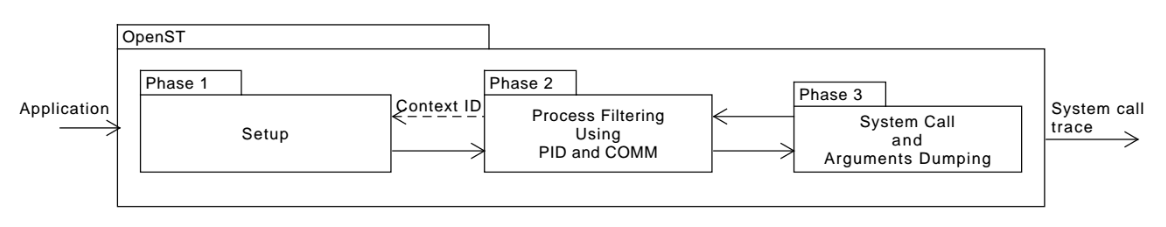 OpenST
Phase 1
Phase 2
Phase 3
Application
Context ID
System call
trace
Setup
Process Filtering
Using
PID and COMM
System Call
and
Arguments Dumping